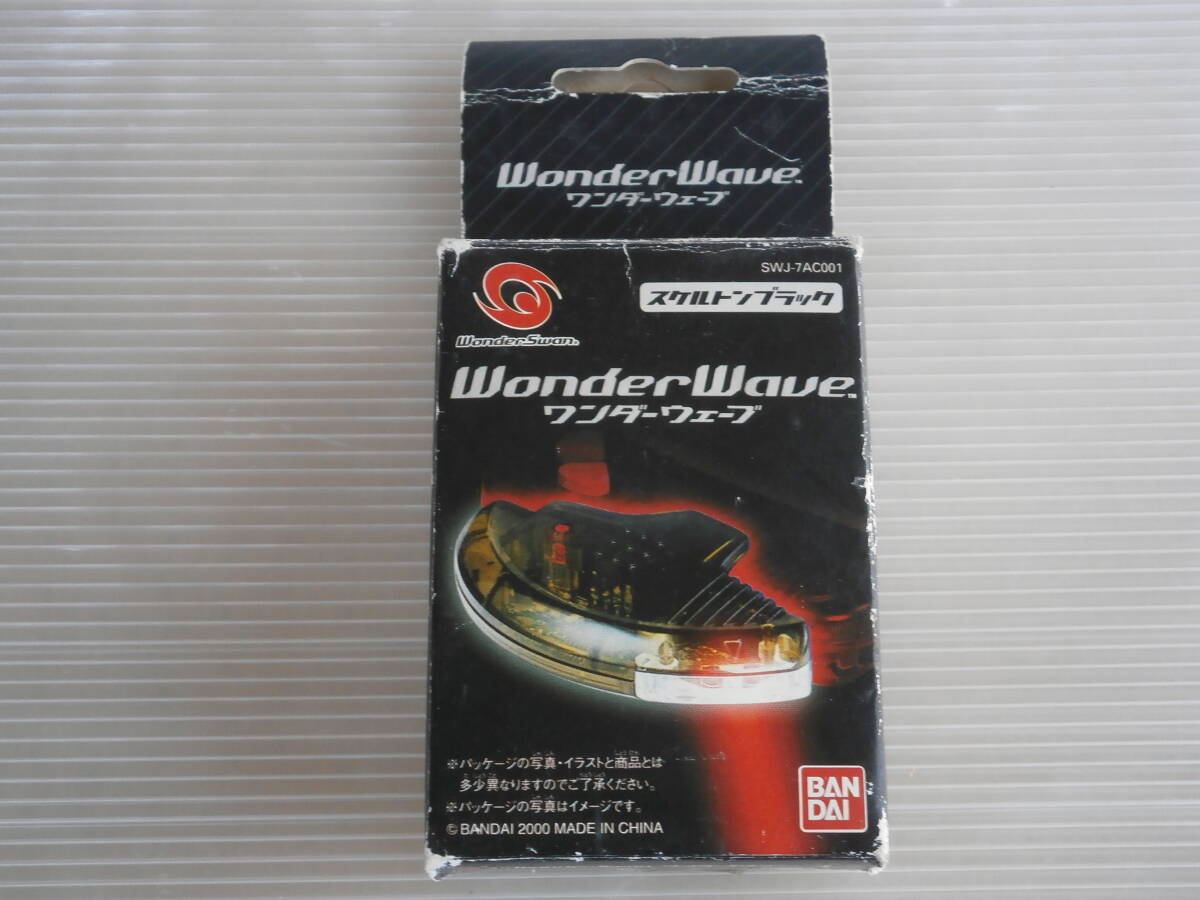 WonderWave™
ワンダーウェーブ
SWJ-7AC001
スケルトンブラック
WonderSwan®
WonderWave™
ワンダーウェーブ
※パッケージの写真・イラストと商品とは
多少異なりますのでご了承ください。
※パッケージの写真はイメージです。
©BANDAI 2000 MADE IN CHINA
BAN
DAI